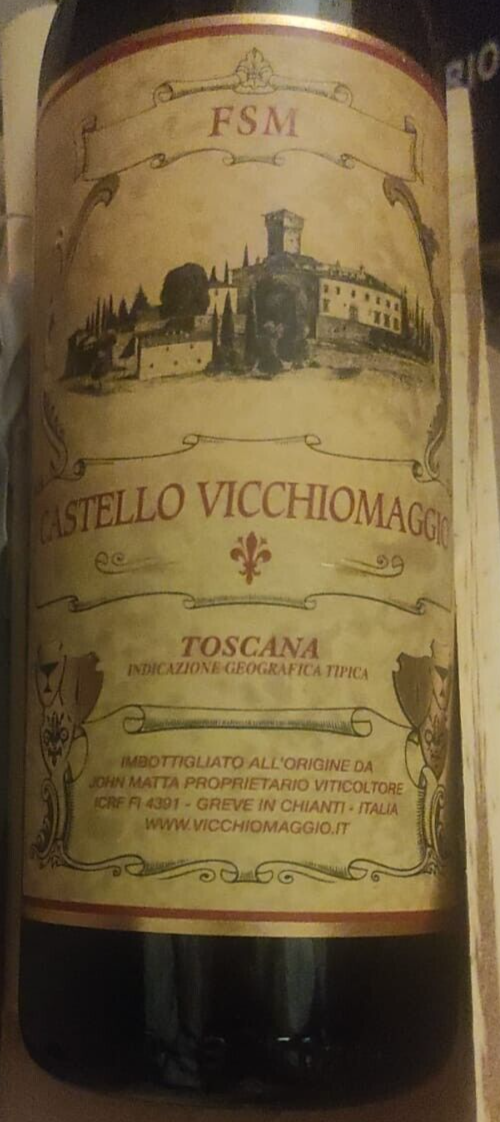 FSM
CASTELLO VICCHIOMAGGIO
TOSCANA
INDICAZIONE GEOGRAFICA TIPICA
IMBOTTIGLIATO ALL'ORIGINE DA
JOHN MATTA PROPRIETARIO VITICOLTORE
ICRF FI 4391 - GREVE IN CHIANTI - ITALIA
WWW.VICCHIOMAGGIO.IT